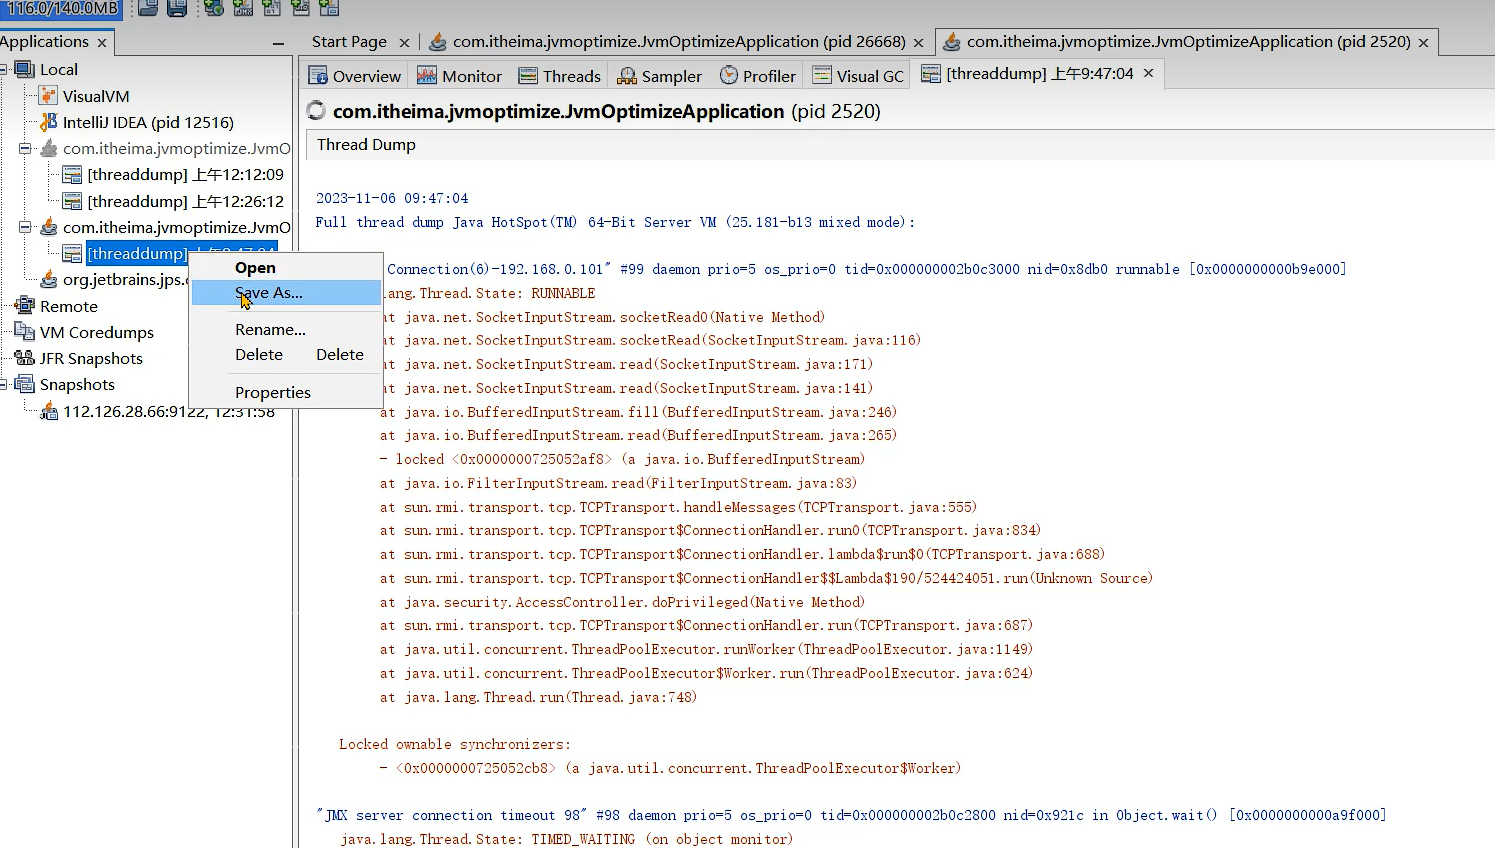 116.0/140.0MB
Applications
Start Page
com.itheima.jvmoptimize.JvmOptimizeApplication (pid 26668)
com.itheima.jvmoptimize.JvmOptimizeApplication (pid 2520)
Local
VisualVM
IntelliJ IDEA (pid 12516)
com.itheima.jvmoptimize.JvmO
[threaddump] 上午12:12:09
[threaddump] 上午12:26:12
com.itheima.jvmoptimize.JvmO
[threaddump]
org.jetbrains.jps.
Remote
VM Coredumps
JFR Snapshots
Snapshots
112.126.28.66:9122, 12:31:58
Open
Save As...
Rename...
Delete Delete
Properties
Overview
Monitor
Threads
Sampler
Profiler
Visual GC
[threaddump] 上午9:47:04
com.itheima.jvmoptimize.JvmOptimizeApplication (pid 2520)
Thread Dump
2023-11-06 09:47:04
Full thread dump Java HotSpot(TM) 64-Bit Server VM (25.181-b13 mixed mode):
Connection(6)-192.168.0.101" #99 daemon prio=5 os_prio=0 tid=0x000000002b0c3000 nid=0x8db0 runnable [0x0000000000b9e000]
lang.Thread.State: RUNNABLE
at java.net.SocketInputStream.socketRead0(Native Method)
at java.net.SocketInputStream.socketRead(SocketInputStream.java:116)
at java.net.SocketInputStream.read(SocketInputStream.java:171)
at java.net.SocketInputStream.read(SocketInputStream.java:141)
at java.io.BufferedInputStream.fill(BufferedInputStream.java:246)
at java.io.BufferedInputStream.read(BufferedInputStream.java:265)
- locked <0x0000000725052af8> (a java.io.BufferedInputStream)
at java.io.FilterInputStream.read(FilterInputStream.java:83)
at sun.rmi.transport.tcp.TCPTransport.handleMessages(TCPTransport.java:555)
at sun.rmi.transport.tcp.TCPTransport$ConnectionHandler.run0(TCPTransport.java:834)
at sun.rmi.transport.tcp.TCPTransport$ConnectionHandler.lambda$run$0(TCPTransport.java:688)
at sun.rmi.transport.tcp.TCPTransport$ConnectionHandler$$Lambda$190/524424051.run(Unknown Source)
at java.security.AccessController.doPrivileged(Native Method)
at sun.rmi.transport.tcp.TCPTransport$ConnectionHandler.run(TCPTransport.java:687)
at java.util.concurrent.ThreadPoolExecutor.runWorker(ThreadPoolExecutor.java:1149)
at java.util.concurrent.ThreadPoolExecutor$Worker.run(ThreadPoolExecutor.java:624)
at java.lang.Thread.run(Thread.java:748)
Locked ownable synchronizers:
- <0x0000000725052cb8> (a java.util.concurrent.ThreadPoolExecutor$Worker)
"JMX server connection timeout 98" #98 daemon prio=5 os_prio=0 tid=0x000000002b0c2800 nid=0x921c in Object.wait() [0x0000000000a9f000]
java.lang.Thread.State: TIMED_WAITING (on object monitor)